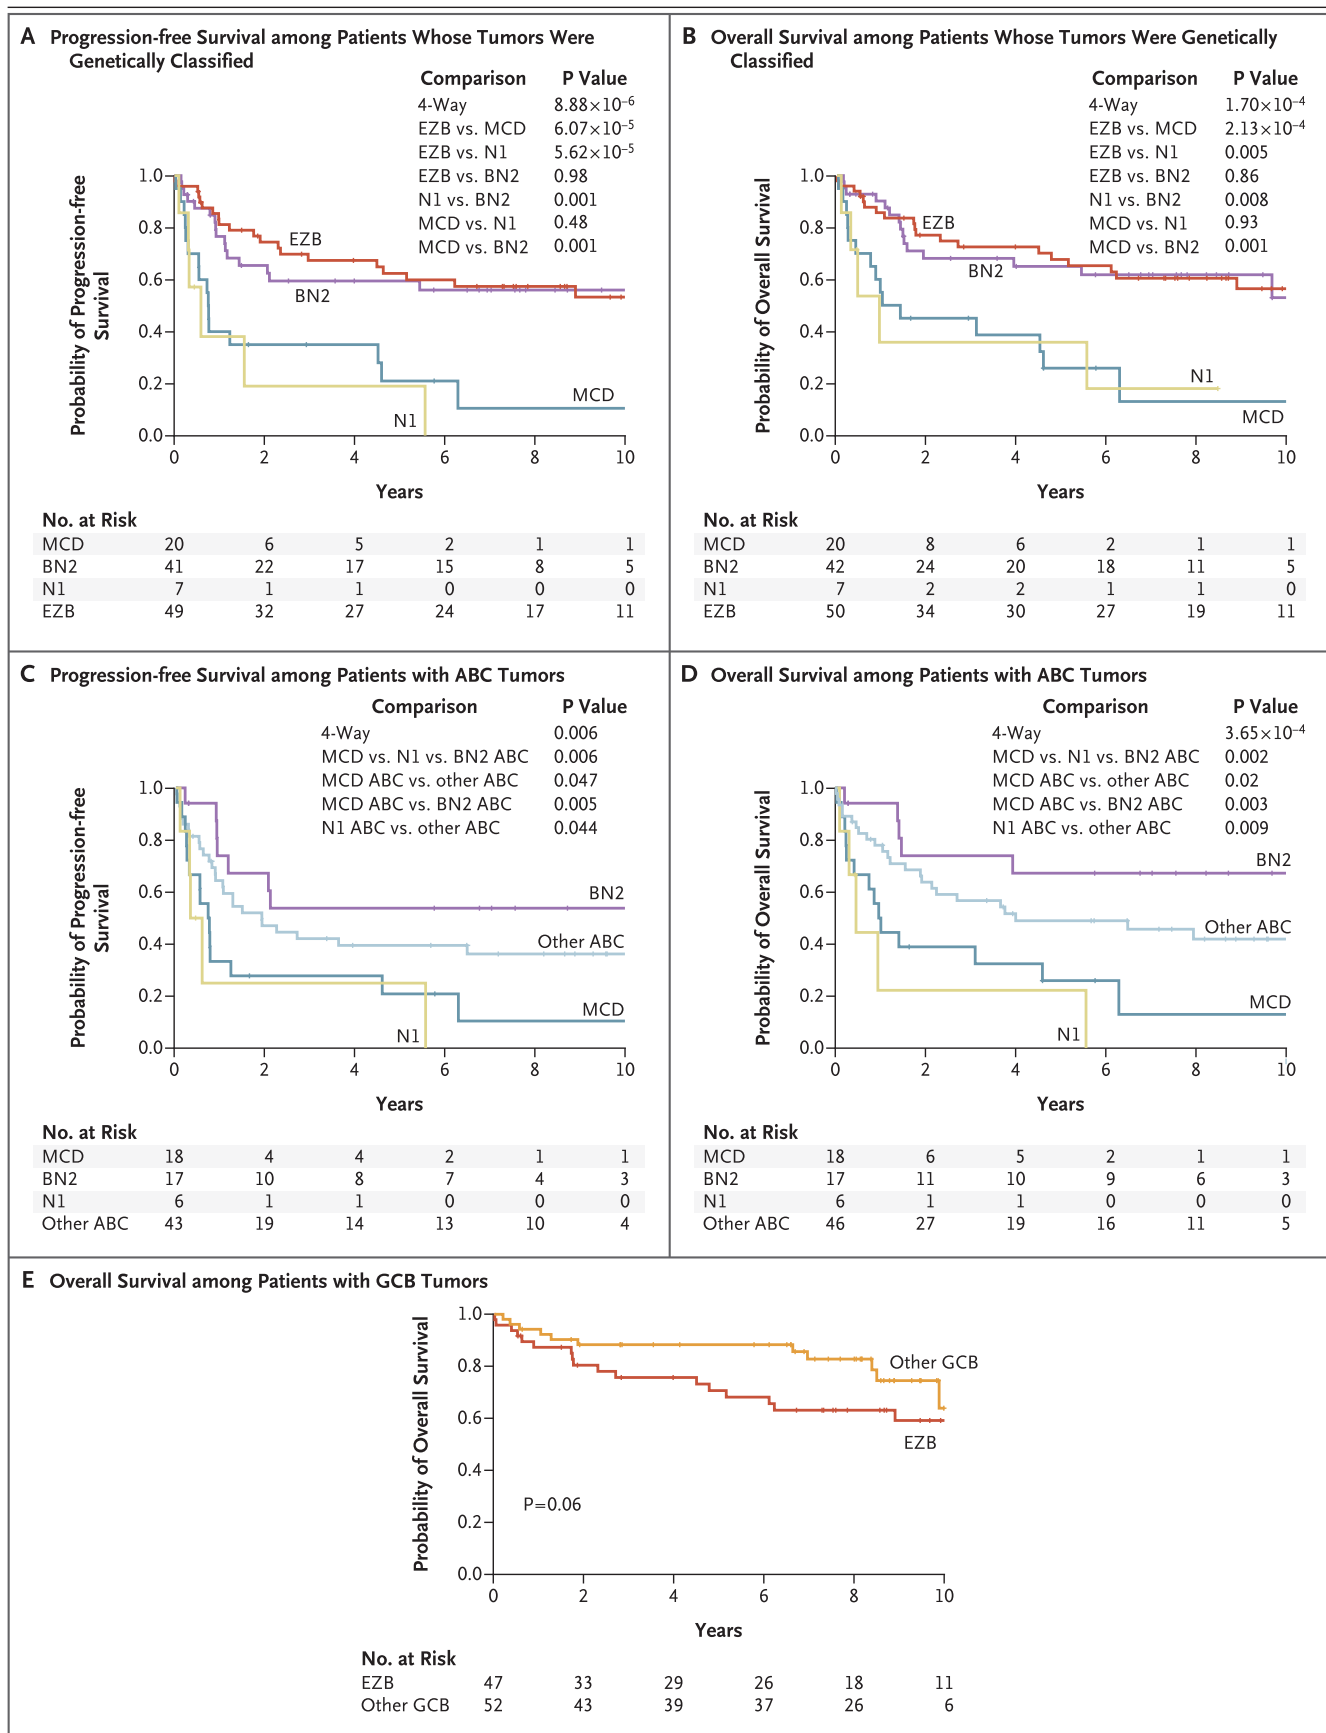 A Progression-free Survival among Patients Whose Tumors Were
Genetically Classified
Comparison P Value
4-Way 8.88×10⁻⁶
EZB vs. MCD 6.07×10⁻⁵
EZB vs. N1 5.62×10⁻⁵
EZB vs. BN2 0.98
N1 vs. BN2 0.001
MCD vs. N1 0.48
MCD vs. BN2 0.001
Probability of Progression-free
Survival
1.0
0.8
0.6
0.4
0.2
0.0
EZB
BN2
MCD
N1
0 2 4 6 8 10
Years
No. at Risk
MCD 20 6 5 2 1 1
BN2 41 22 17 15 8 5
N1 7 1 1 0 0 0
EZB 49 32 27 24 17 11
B Overall Survival among Patients Whose Tumors Were Genetically
Classified
Comparison P Value
4-Way 1.70×10⁻⁴
EZB vs. MCD 2.13×10⁻⁴
EZB vs. N1 0.005
EZB vs. BN2 0.86
N1 vs. BN2 0.008
MCD vs. N1 0.93
MCD vs. BN2 0.001
Probability of Overall Survival
1.0
0.8
0.6
0.4
0.2
0.0
EZB
BN2
N1
MCD
0 2 4 6 8 10
Years
No. at Risk
MCD 20 8 6 2 1 1
BN2 42 24 20 18 11 5
N1 7 2 2 1 1 0
EZB 50 34 30 27 19 11
C Progression-free Survival among Patients with ABC Tumors
Comparison P Value
4-Way 0.006
MCD vs. N1 vs. BN2 ABC 0.006
MCD ABC vs. other ABC 0.047
MCD ABC vs. BN2 ABC 0.005
N1 ABC vs. other ABC 0.044
Probability of Progression-free
Survival
1.0
0.8
0.6
0.4
0.2
0.0
BN2
Other ABC
MCD
N1
0 2 4 6 8 10
Years
No. at Risk
MCD 18 4 4 2 1 1
BN2 17 10 8 7 4 3
N1 6 1 1 0 0 0
Other ABC 43 19 14 13 10 4
D Overall Survival among Patients with ABC Tumors
Comparison P Value
4-Way 3.65×10⁻⁴
MCD vs. N1 vs. BN2 ABC 0.002
MCD ABC vs. other ABC 0.02
MCD ABC vs. BN2 ABC 0.003
N1 ABC vs. other ABC 0.009
Probability of Overall Survival
1.0
0.8
0.6
0.4
0.2
0.0
BN2
Other ABC
MCD
N1
0 2 4 6 8 10
Years
No. at Risk
MCD 18 6 5 2 1 1
BN2 17 11 10 9 6 3
N1 6 1 1 0 0 0
Other ABC 46 27 19 16 11 5
E Overall Survival among Patients with GCB Tumors
Probability of Overall Survival
1.0
0.8
0.6
0.4
0.2
0.0
Other GCB
EZB
P=0.06
0 2 4 6 8 10
Years
No. at Risk
EZB 47 33 29 26 18 11
Other GCB 52 43 39 37 26 6